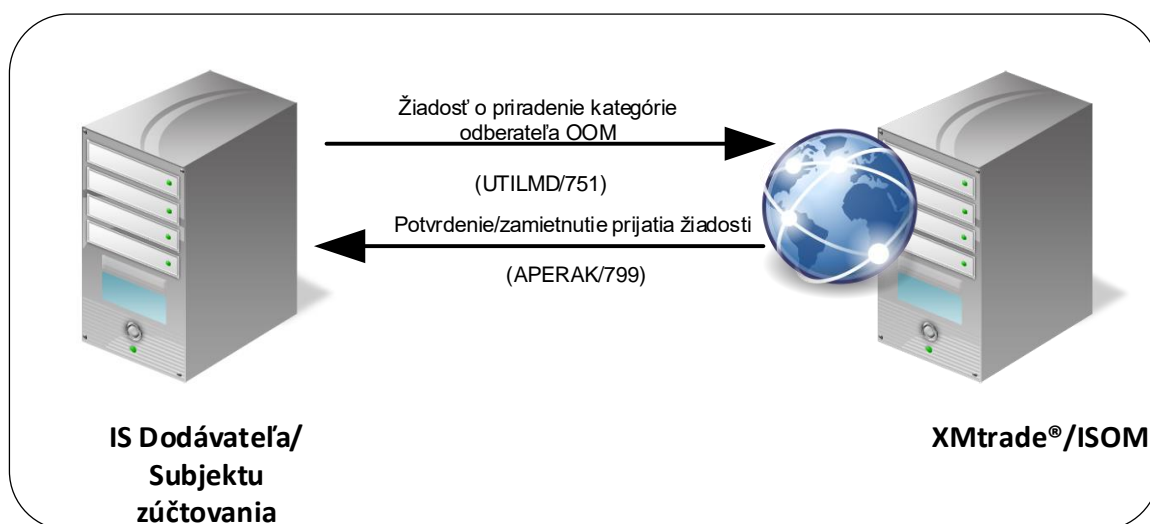 Žiadosť o priradenie kategórie
odberateľa OOM
(UTILMD/751)
Potvrdenie/zamietnutie prijatia žiadosti
(APERAK/799)
IS Dodávateľa/
Subjektu
zúčtovania
XMtrade®/ISOM